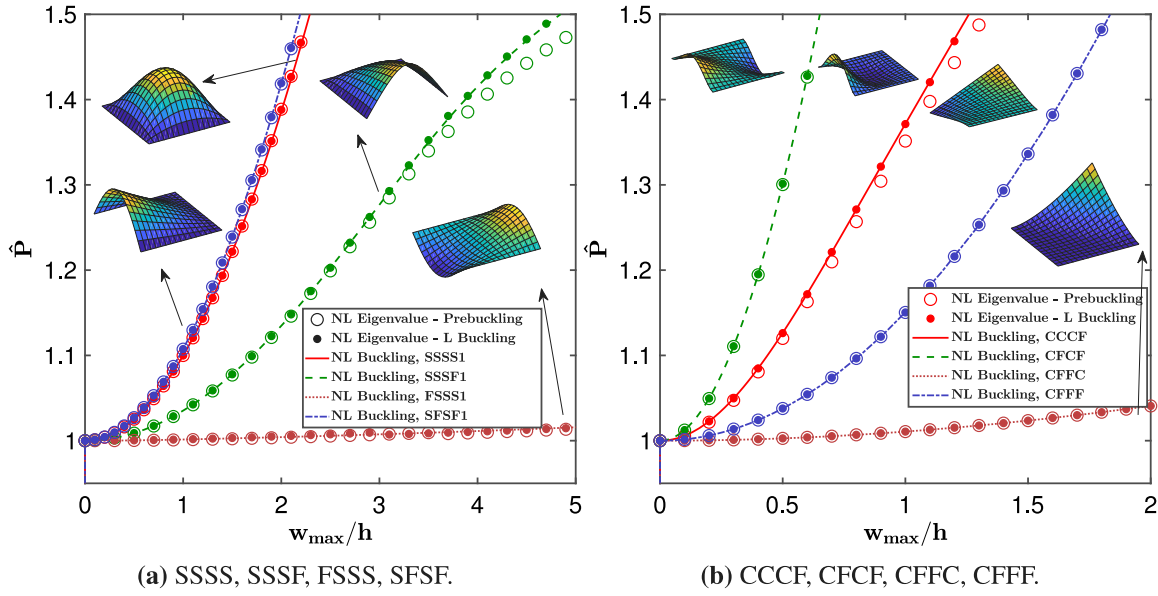 1.5
1.4
1.3
1.2
1.1
1
P̂
0
1
2
3
4
5
w_max/h
NL Eigenvalue - Prebuckling
NL Eigenvalue - L Buckling
NL Buckling, SSSS1
NL Buckling, SSSF1
NL Buckling, FSSS1
NL Buckling, SFSF1
(a) SSSS, SSSF, FSSS, SFSF.
1.5
1.4
1.3
1.2
1.1
1
P̂
0
0.5
1
1.5
2
w_max/h
NL Eigenvalue - Prebuckling
NL Eigenvalue - L Buckling
NL Buckling, CCCF
NL Buckling, CFCF
NL Buckling, CFFC
NL Buckling, CFFF
(b) CCCF, CFCF, CFFC, CFFF.